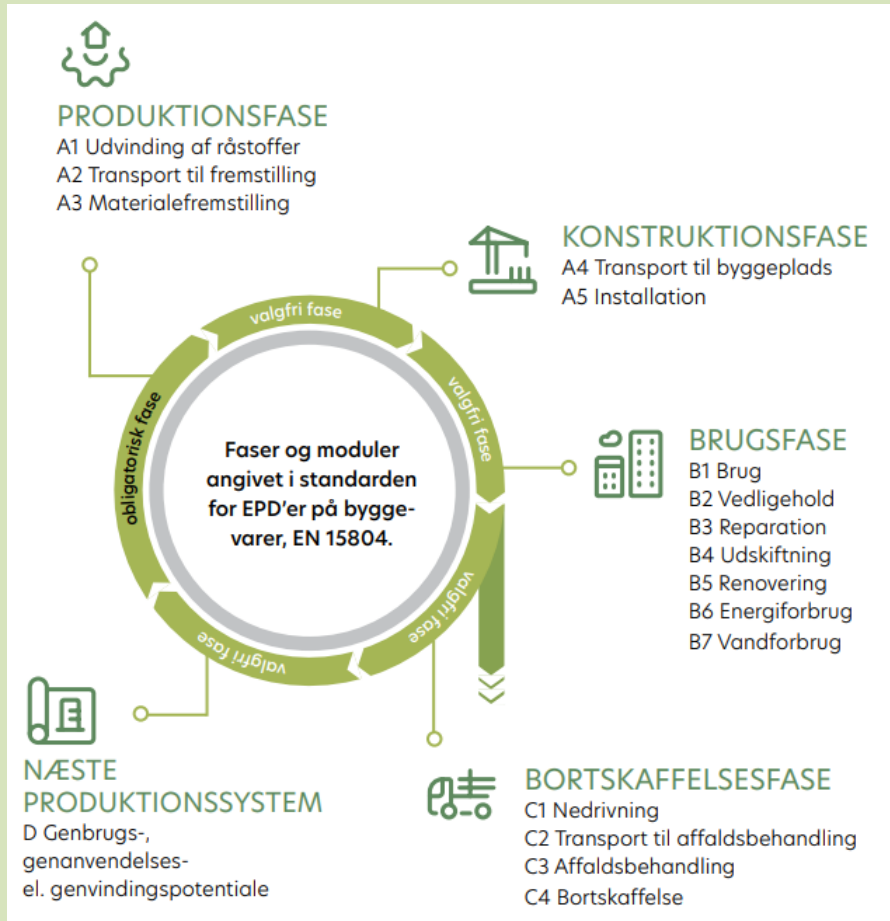 PRODUKTIONSFASE
A1 Udvinding af råstoffer
A2 Transport til fremstilling
A3 Materialefremstilling
KONSTRUKTIONSFASE
A4 Transport til byggeplads
A5 Installation
valgfri fase
valgfri fase
obligatorisk fase
Faser og moduler
angivet i standarden
for EPD'er på bygge-
varer, EN 15804.
BRUGSFASE
B1 Brug
B2 Vedligehold
B3 Reparation
B4 Udskiftning
B5 Renovering
B6 Energiforbrug
B7 Vandforbrug
valgfri fase
valgfri fase
NÆSTE
PRODUKTIONSSYSTEM
D Genbrugs-,
genanvendelses-
el. genvindingspotentiale
BORTSKAFFELSESFASE
C1 Nedrivning
C2 Transport til affaldsbehandling
C3 Affaldsbehandling
C4 Bortskaffelse